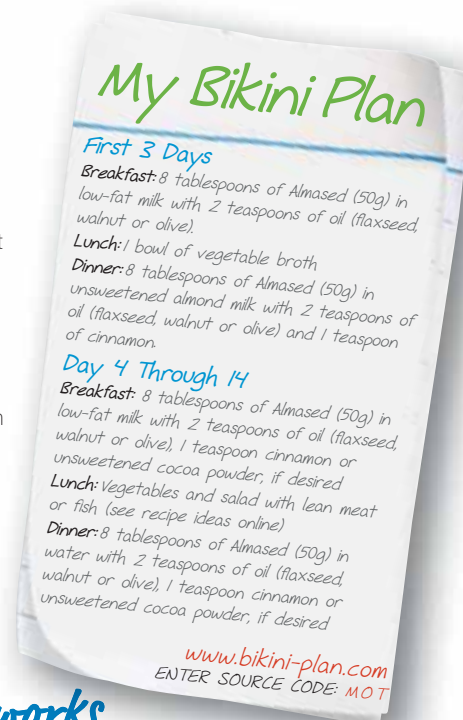 My Bikini Plan
First 3 Days
Breakfast: 8 tablespoons of Almased (50g) in
low-fat milk with 2 teaspoons of oil (flaxseed,
walnut or olive).
Lunch: 1 bowl of vegetable broth
Dinner: 8 tablespoons of Almased (50g) in
unsweetened almond milk with 2 teaspoons of
oil (flaxseed, walnut or olive) and 1 teaspoon
of cinnamon.
Day 4 Through 14
Breakfast: 8 tablespoons of Almased (50g) in
low-fat milk with 2 teaspoons of oil (flaxseed,
walnut or olive), 1 teaspoon cinnamon or
unsweetened cocoa powder, if desired
Lunch: Vegetables and salad with lean meat
or fish (see recipe ideas online)
Dinner: 8 tablespoons of Almased (50g) in
water with 2 teaspoons of oil (flaxseed,
walnut or olive), 1 teaspoon cinnamon or
unsweetened cocoa powder, if desired
www.bikini-plan.com
ENTER SOURCE CODE: MOT
works